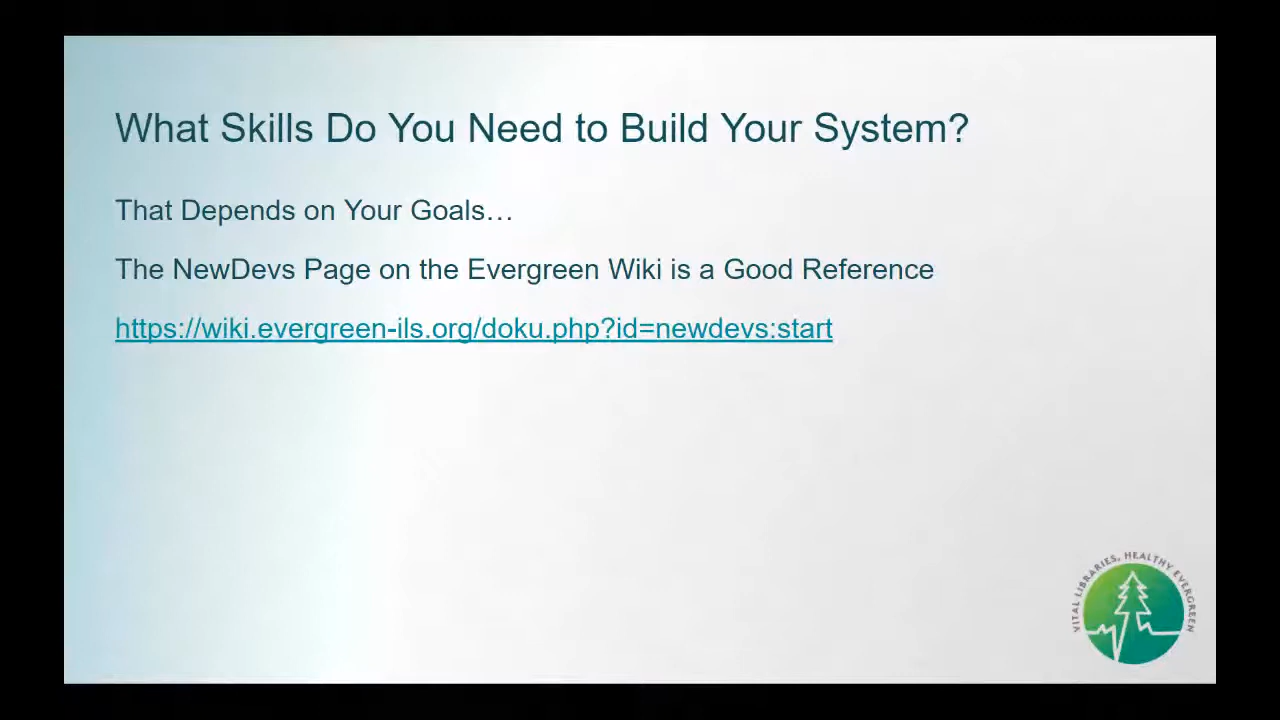 What Skills Do You Need to Build Your System?
That Depends on Your Goals…
The NewDevs Page on the Evergreen Wiki is a Good Reference
https://wiki.evergreen-ils.org/doku.php?id=newdevs:start
VITAL LIBRARIES, HEALTHY EVERGREEN